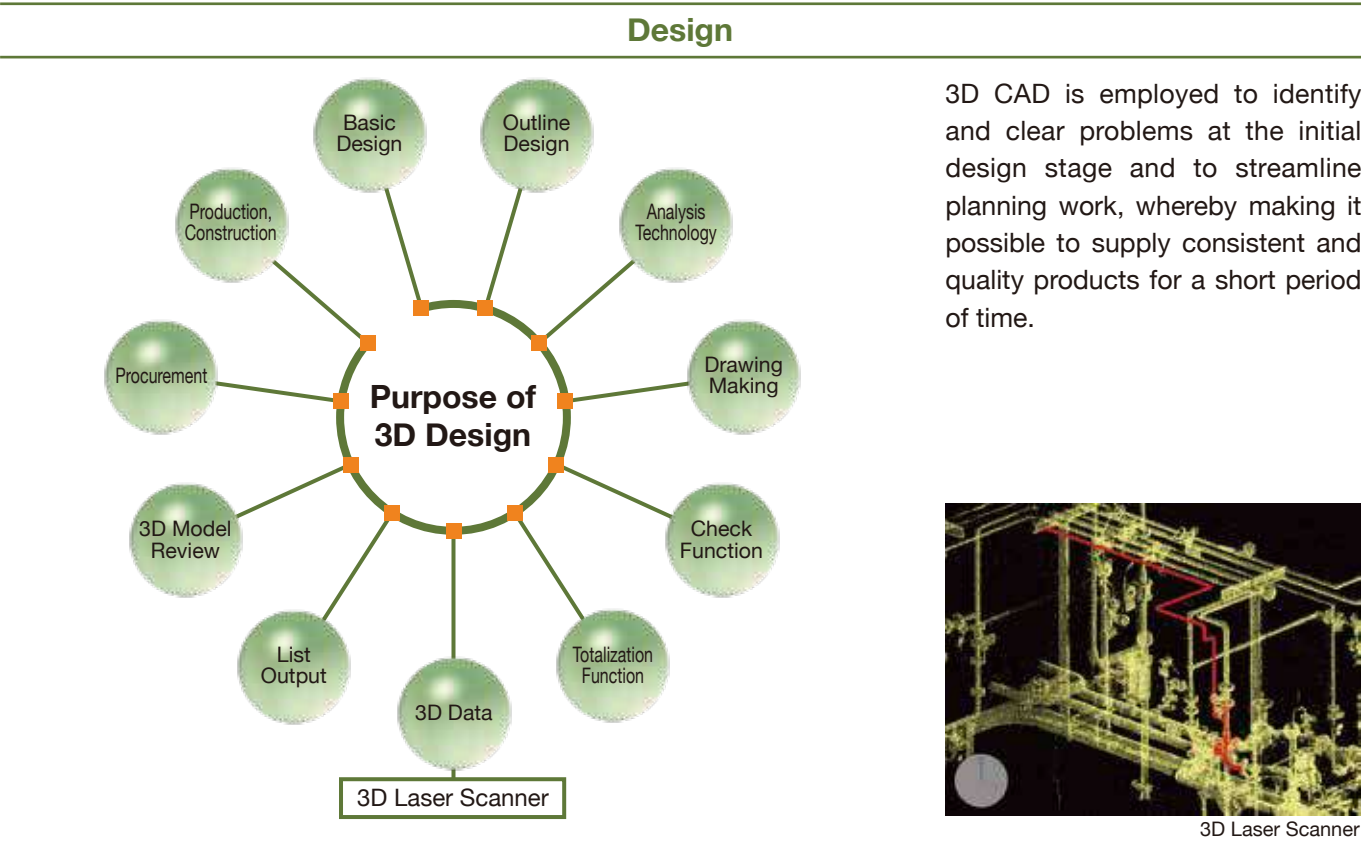 Design
Basic
Design
Outline
Design
Analysis
Technology
Drawing
Making
Check
Function
Totalization
Function
3D Data
3D Laser Scanner
List
Output
3D Model
Review
Procurement
Production,
Construction
Purpose of
3D Design
3D CAD is employed to identify
and clear problems at the initial
design stage and to streamline
planning work, whereby making it
possible to supply consistent and
quality products for a short period
of time.
3D Laser Scanner